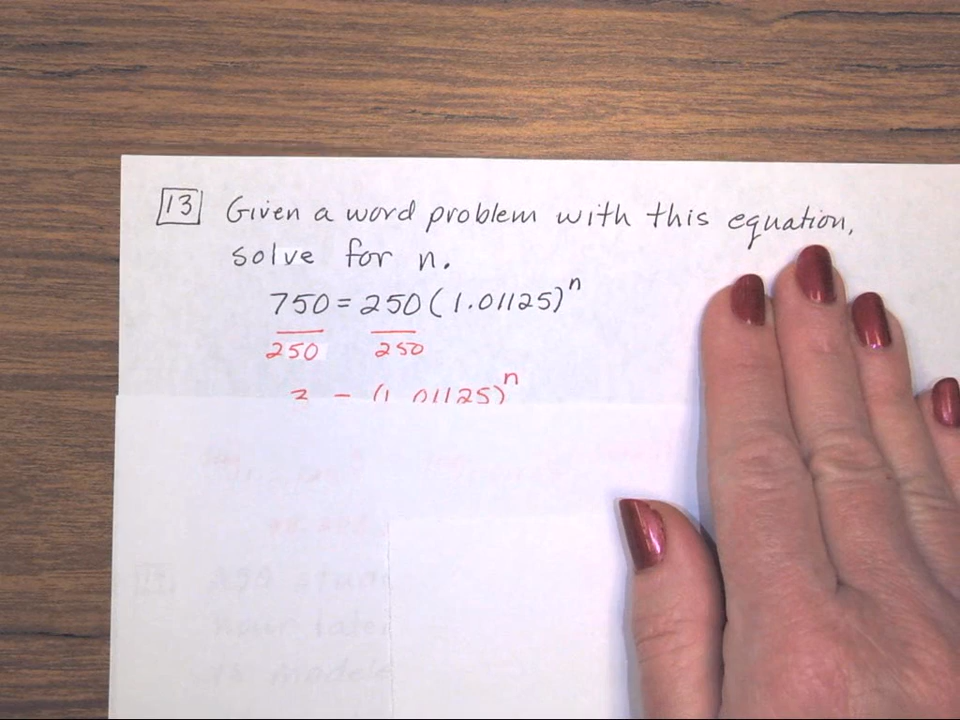 13 Given a word problem with this equation,
solve for n.
750 = 250 (1.01125)^n
250 250
3 = (1.01125)^n